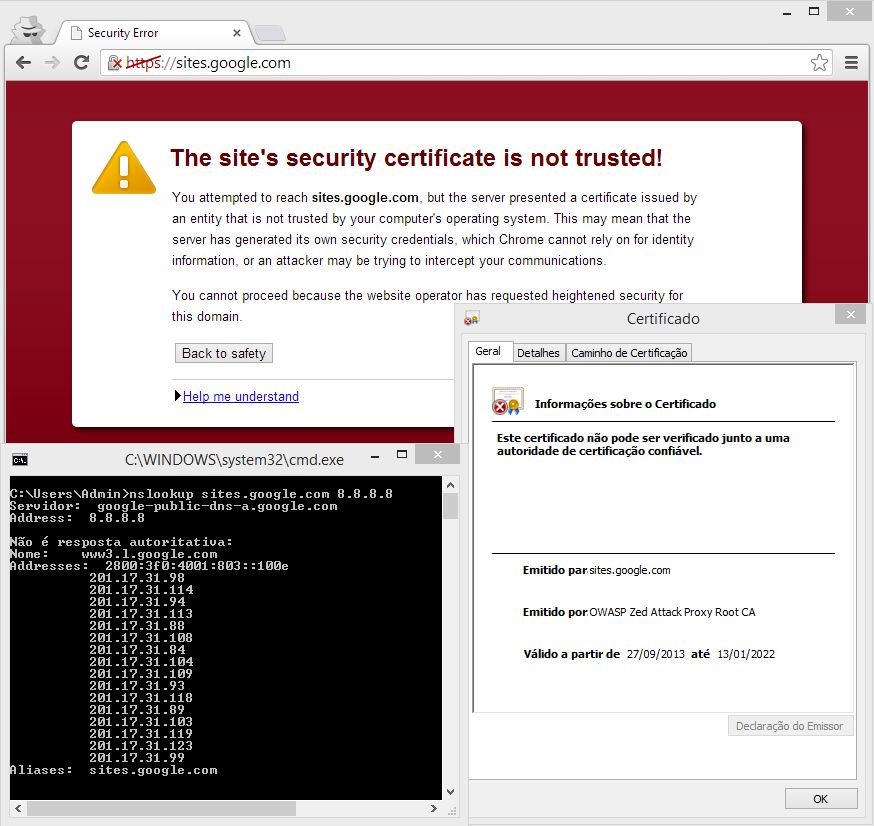 Security Error
https://sites.google.com
The site's security certificate is not trusted!
You attempted to reach sites.google.com, but the server presented a certificate issued by
an entity that is not trusted by your computer's operating system. This may mean that the
server has generated its own security credentials, which Chrome cannot rely on for identity
information, or an attacker may be trying to intercept your communications.
You cannot proceed because the website operator has requested heightened security for
this domain.
Back to safety
Help me understand
Certificado
Geral
Detalhes
Caminho de Certificação
Informações sobre o Certificado
Este certificado não pode ser verificado junto a uma
autoridade de certificação confiável.
Emitido par sites.google.com
Emitido por OWASP Zed Attack Proxy Root CA
Válido a partir de 27/09/2013 até 13/01/2022
Declaração do Emissor
OK
C:\WINDOWS\system32\cmd.exe
C:\Users\Admin>nslookup sites.google.com 8.8.8.8
Servidor: google-public-dns-a.google.com
Address: 8.8.8.8
Não é resposta autoritativa:
Nome: www3.l.google.com
Addresses: 2800:3f0:4001:803::100e
201.17.31.98
201.17.31.114
201.17.31.94
201.17.31.113
201.17.31.88
201.17.31.108
201.17.31.84
201.17.31.104
201.17.31.109
201.17.31.93
201.17.31.118
201.17.31.89
201.17.31.103
201.17.31.119
201.17.31.123
201.17.31.99
Aliases: sites.google.com